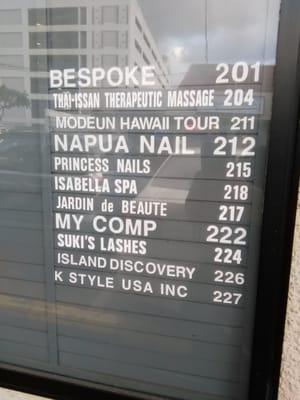 BESPOKE 201
THAI-ISSAN THERAPEUTIC MASSAGE 204
MODEUN HAWAII TOUR 211
NAPUA NAIL 212
PRINCESS NAILS 215
ISABELLA SPA 218
JARDIN de BEAUTE 217
MY COMP 222
SUKI'S LASHES 224
ISLAND DISCOVERY 226
K STYLE USA INC 227